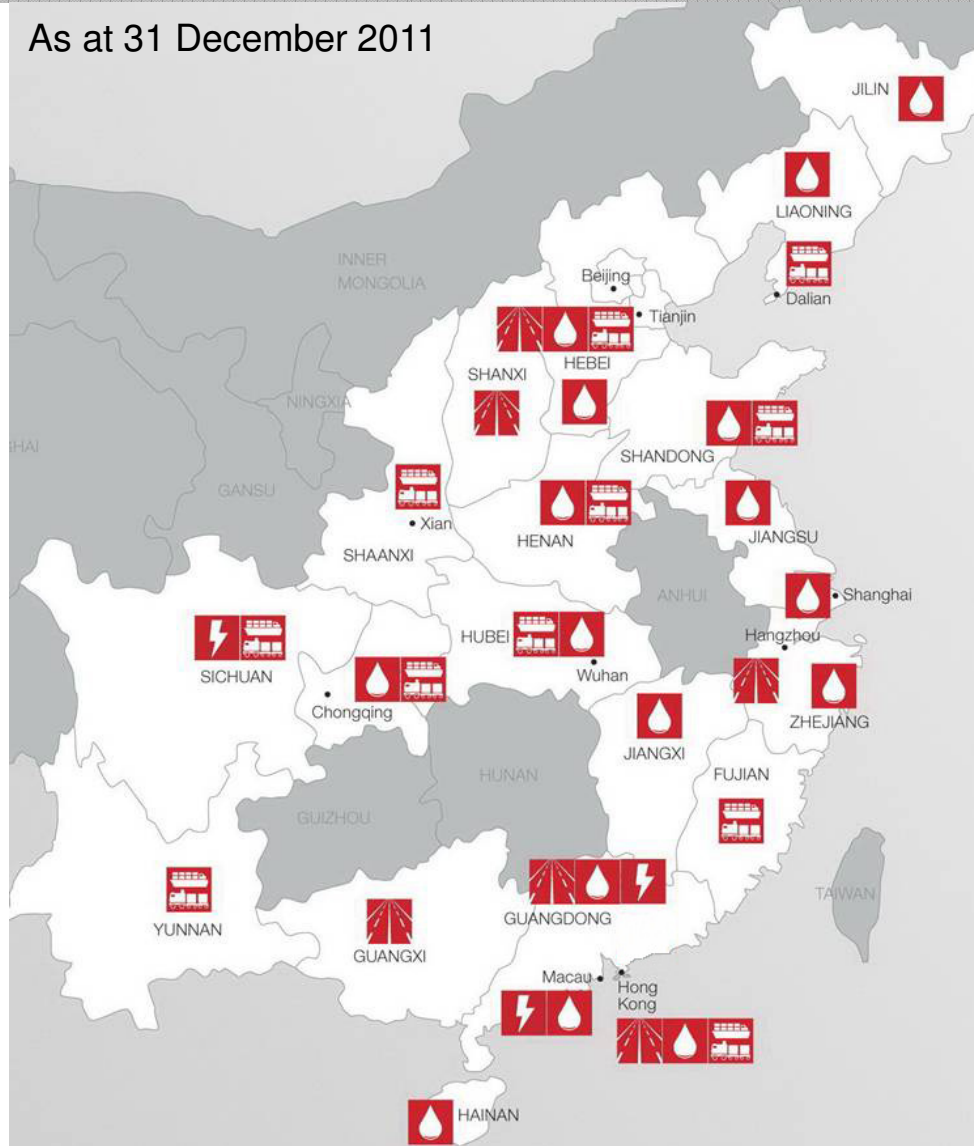 As at 31 December 2011
JILIN
LIAONING
INNER
MONGOLIA
Beijing
Dalian
Tianjin
HEBEI
SHANXI
NINGXIA
SHANDONG
HAI
GANSU
Xian
HENAN
JIANGSU
SHAANXI
ANHUI
Shanghai
Hangzhou
HUBEI
Wuhan
SICHUAN
Chongqing
ZHEJIANG
JIANGXI
FUJIAN
HUNAN
GUIZHOU
TAIWAN
GUANGDONG
YUNNAN
GUANGXI
Macau
Hong
Kong
HAINAN